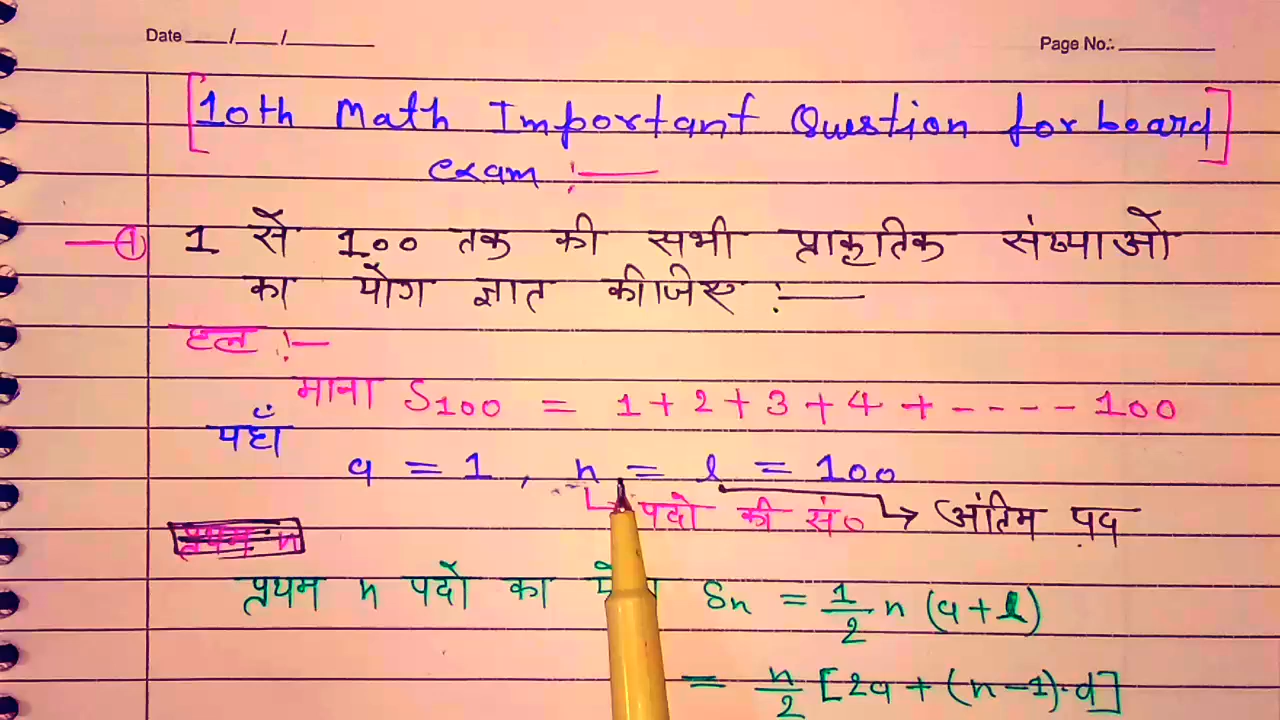 Date ___/___/______
Page No.: ________
[10th Math Important Question for board]
exam :—
① 1 से 100 तक की सभी प्राकृतिक संख्याओ
का योग ज्ञात कीजिए :—
हल :-
माना S₁₀₀ = 1 + 2 + 3 + 4 + ---- 100
यहाँ
a = 1 , n = l = 100
पदो की सं० → अंतिम पद
प्रथम n पदों का Sn = 1/2 n (a + l)
= n/2 [2a + (n-1)·d]